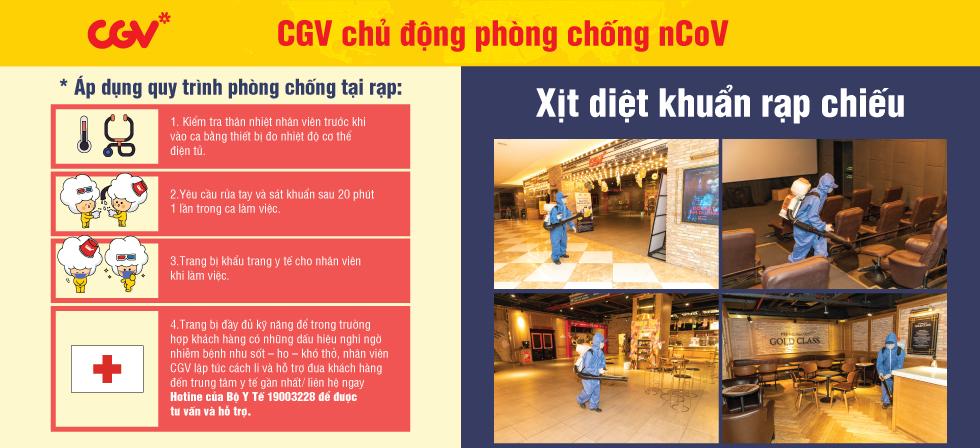 CGV*
CGV chủ động phòng chống nCoV
* Áp dụng quy trình phòng chống tại rạp:
1. Kiểm tra thân nhiệt nhân viên trước khi
vào ca bằng thiết bị đo nhiệt độ cơ thể
điện tử.
2.Yêu cầu rửa tay và sát khuẩn sau 20 phút
1 lần trong ca làm việc.
3.Trang bị khẩu trang y tế cho nhân viên
khi làm việc.
4.Trang bị đầy đủ kỹ năng để trong trường
hợp khách hàng có những dấu hiệu nghi ngờ
nhiễm bệnh như sốt – ho – khó thở, nhân viên
CGV lập túc cách li và hỗ trợ đưa khách hàng
đến trung tâm y tế gần nhất/ liên hệ ngay
Hotine của Bộ Y Tế 19003228 để được
tư vấn và hỗ trợ.
Xịt diệt khuẩn rạp chiếu
CGV
GOLD CLASS